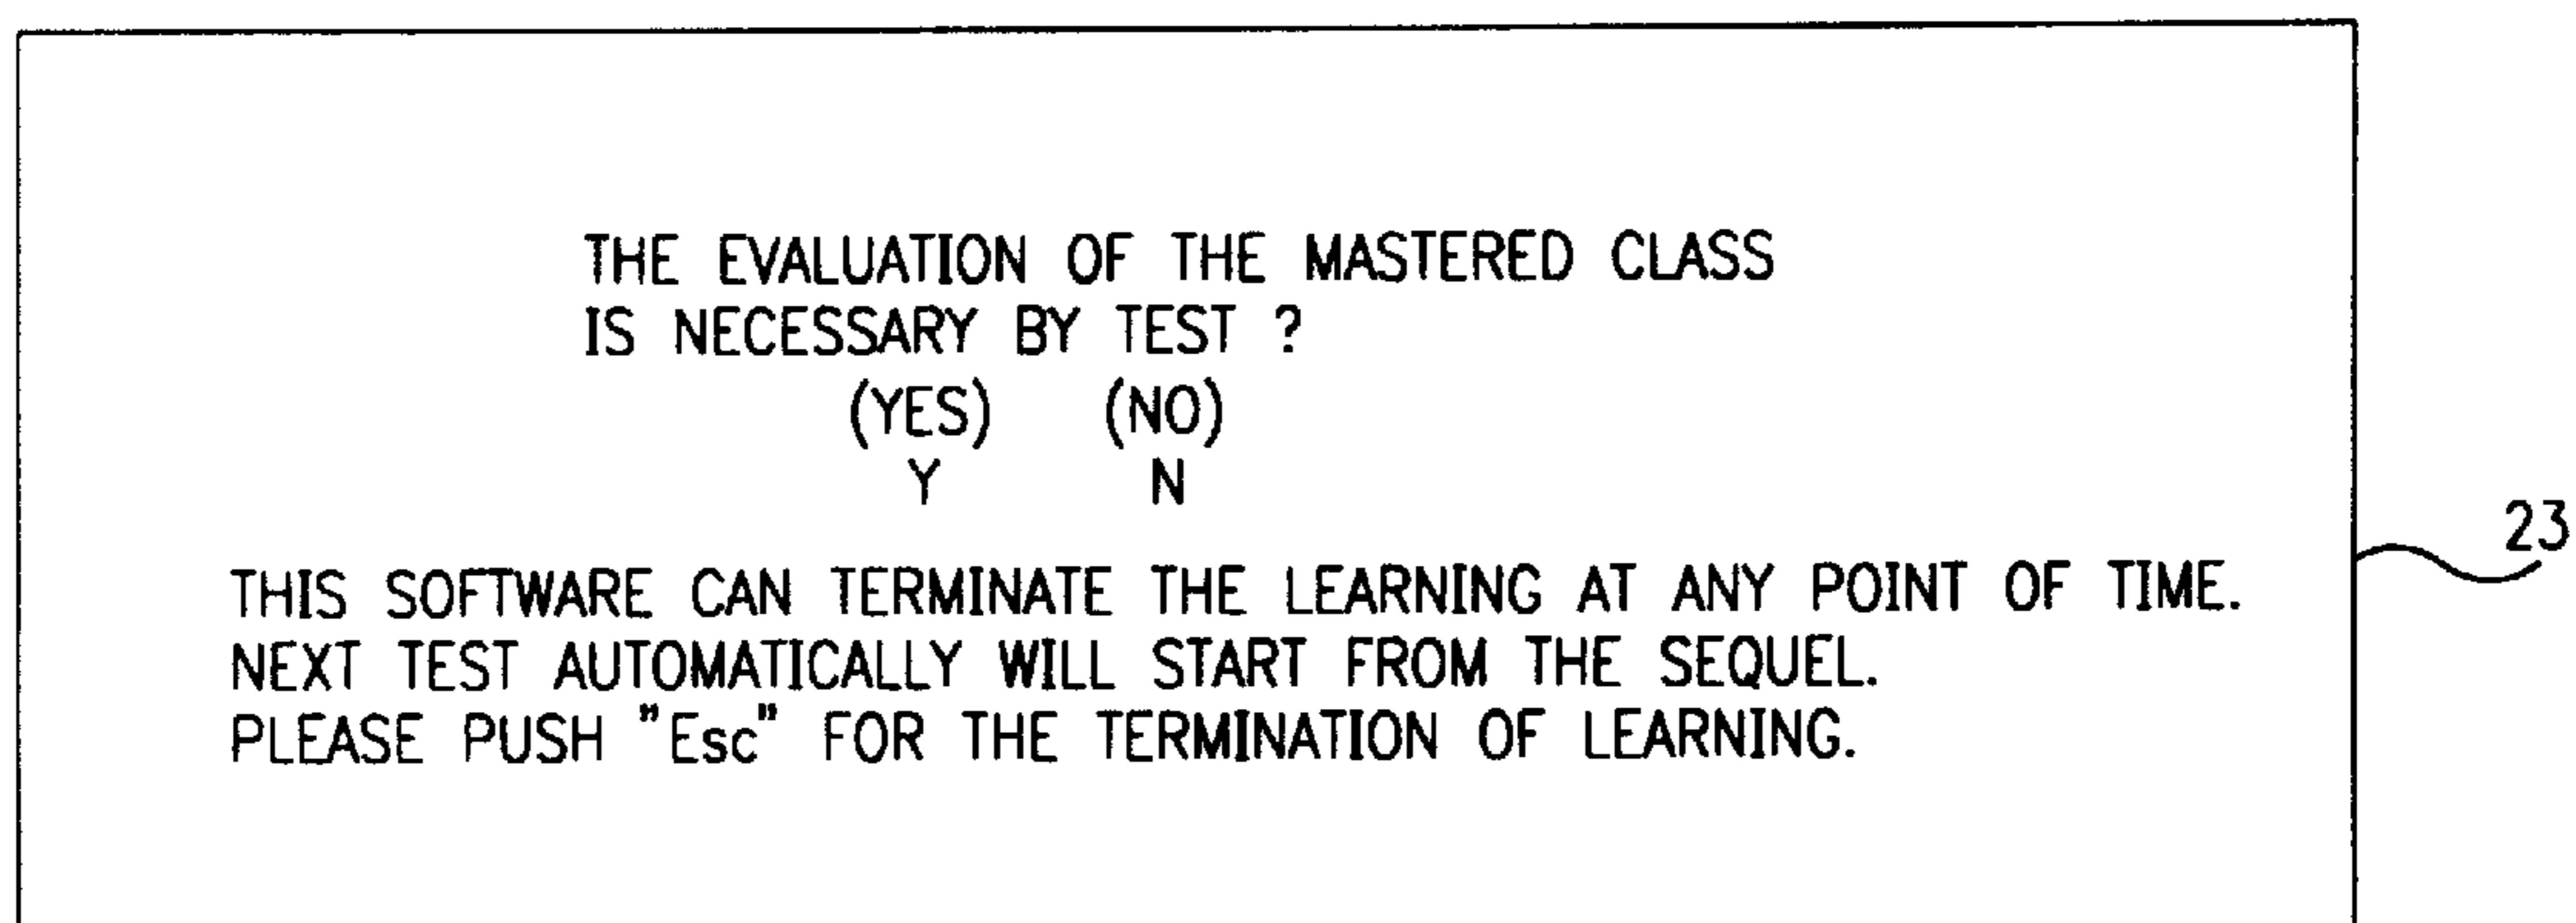 THE EVALUATION OF THE MASTERED CLASS
IS NECESSARY BY TEST ?
(YES) (NO)
Y N
23
THIS SOFTWARE CAN TERMINATE THE LEARNING AT ANY POINT OF TIME.
NEXT TEST AUTOMATICALLY WILL START FROM THE SEQUEL.
PLEASE PUSH "Esc" FOR THE TERMINATION OF LEARNING.